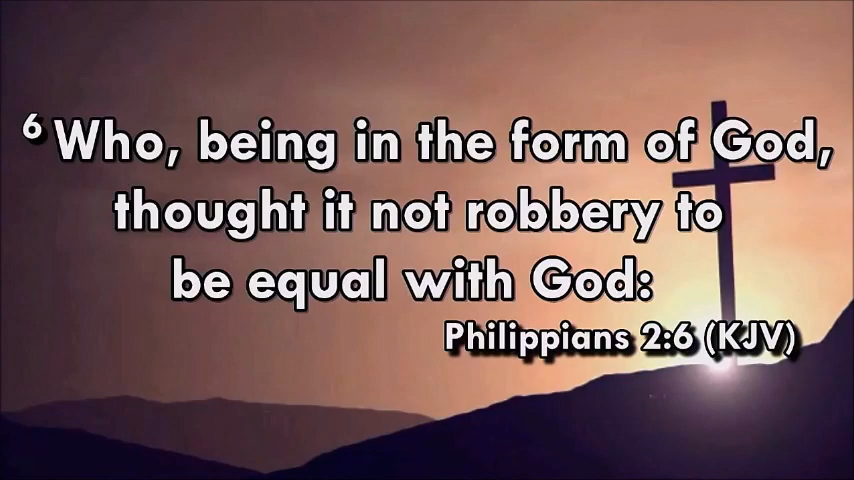 6 Who, being in the form of God,
thought it not robbery to
be equal with God:
Philippians 2:6 (KJV)